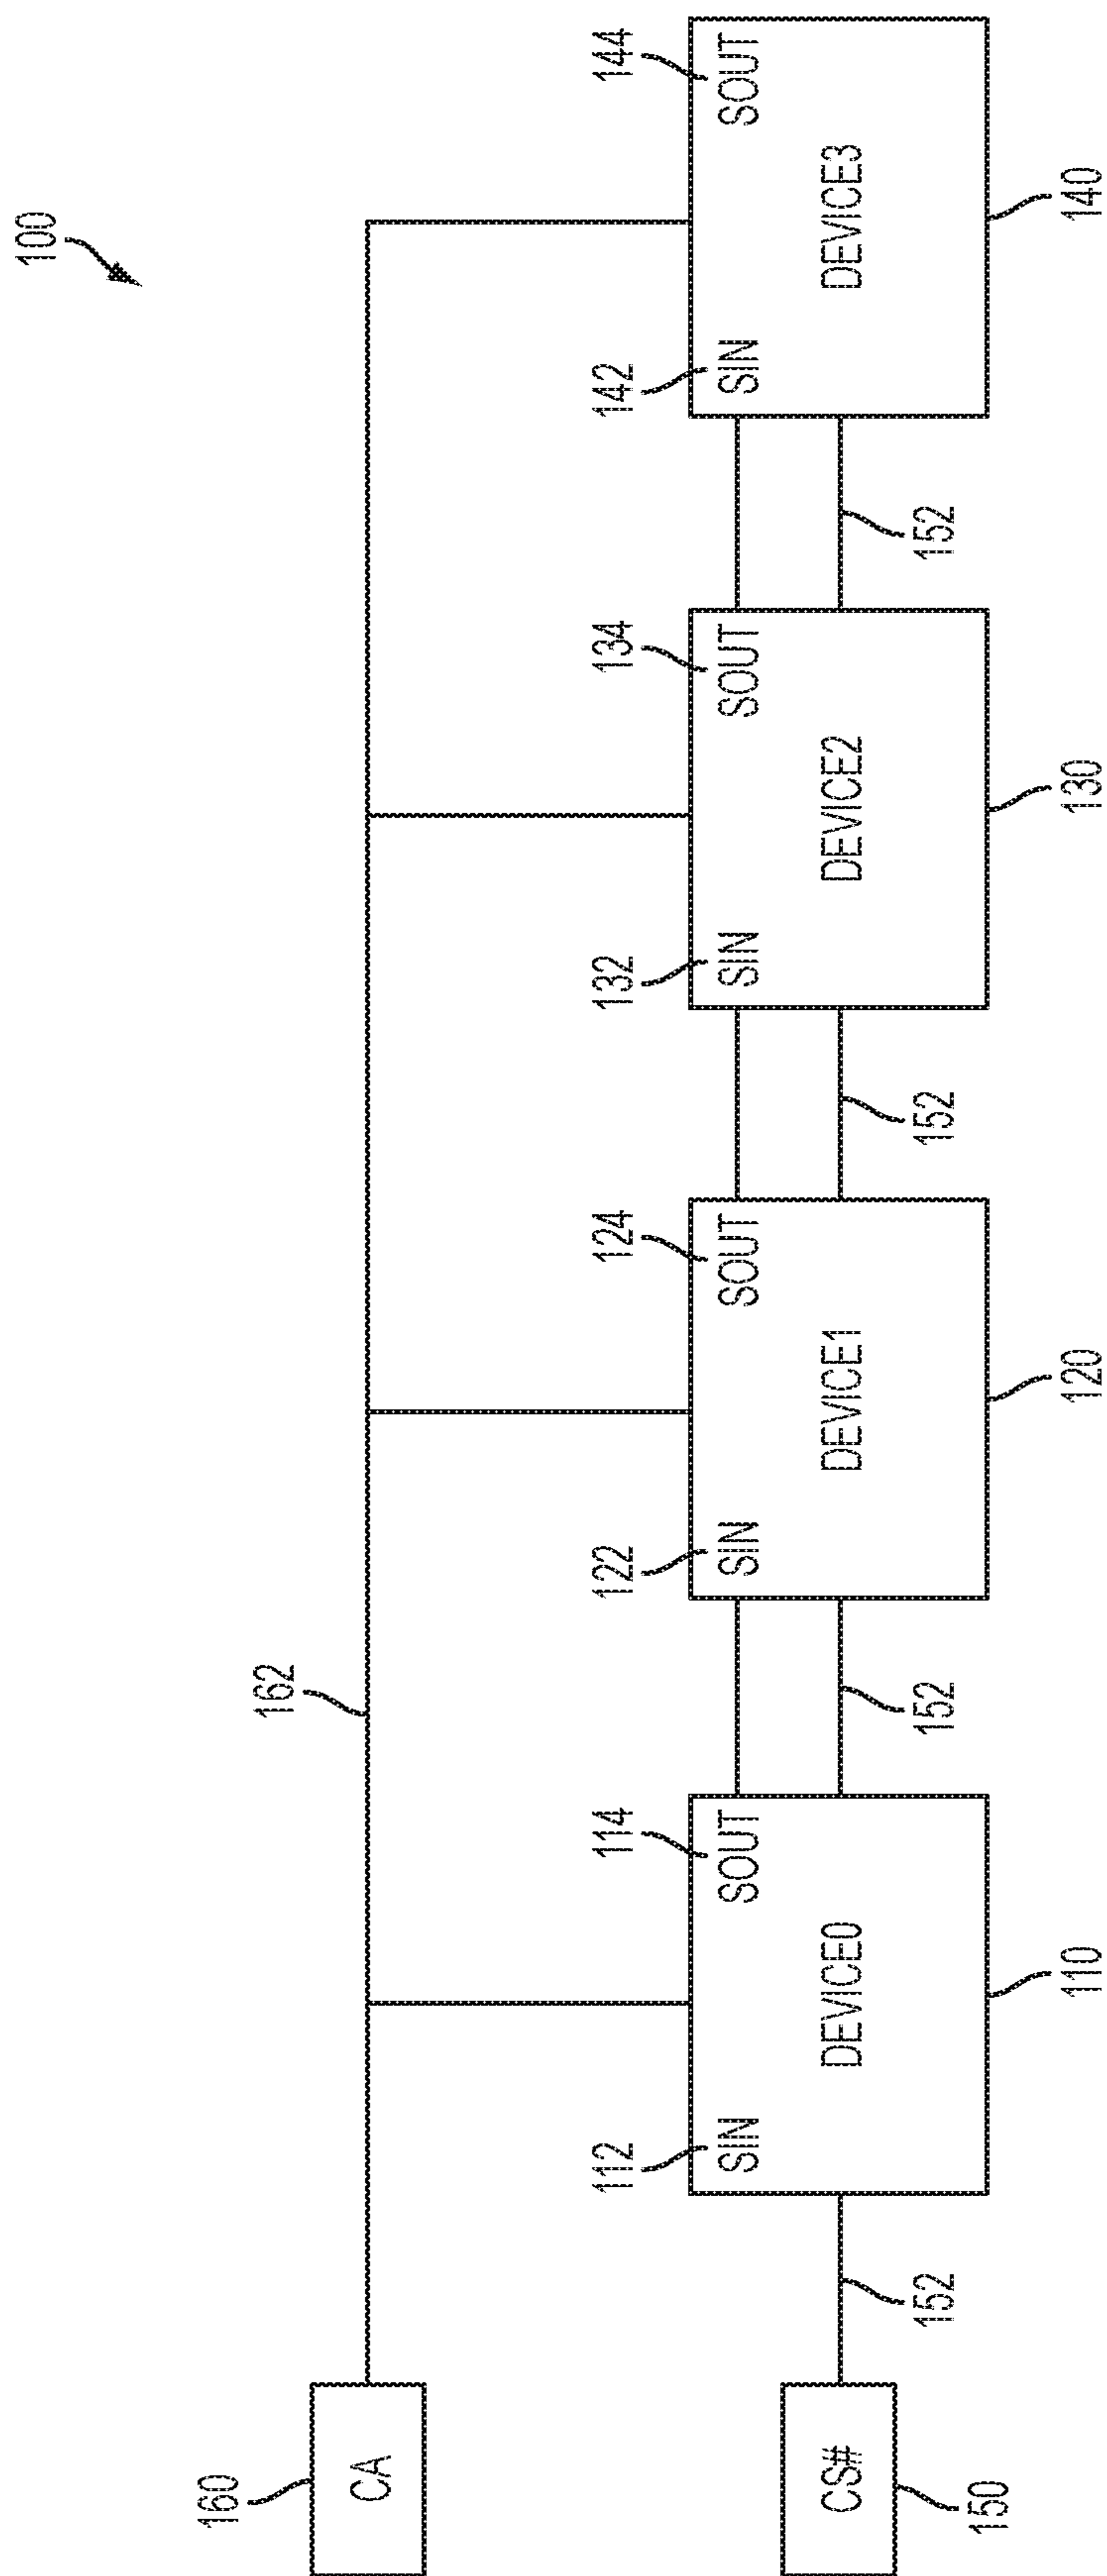 100
160
CA
162
CS#
150
152
112
SIN
114
SOUT
DEVICE0
110
152
122
SIN
124
SOUT
DEVICE1
120
152
132
SIN
134
SOUT
DEVICE2
130
152
142
SIN
144
SOUT
DEVICE3
140